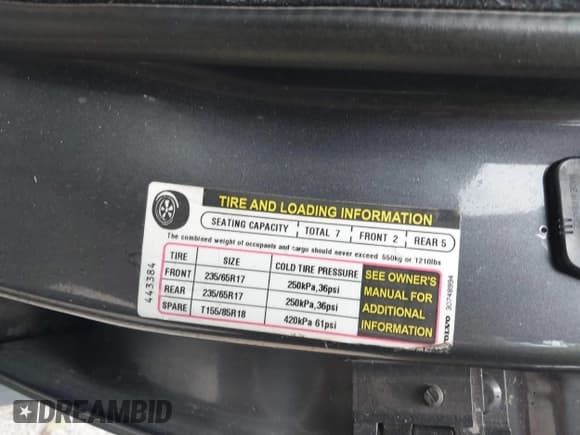 TIRE AND LOADING INFORMATION
SEATING CAPACITY TOTAL 7 FRONT 2 REAR 5
The combined weight of occupants and cargo should never exceed 550kg or 1210lbs
TIRE SIZE COLD TIRE PRESSURE
FRONT 235/65R17 250kPa,36psi
REAR 235/65R17 250kPa,36psi
SPARE T155/85R18 420kPa 61psi
SEE OWNER'S
MANUAL FOR
ADDITIONAL
INFORMATION
443384
VOLVO 30748994
DREAMBID